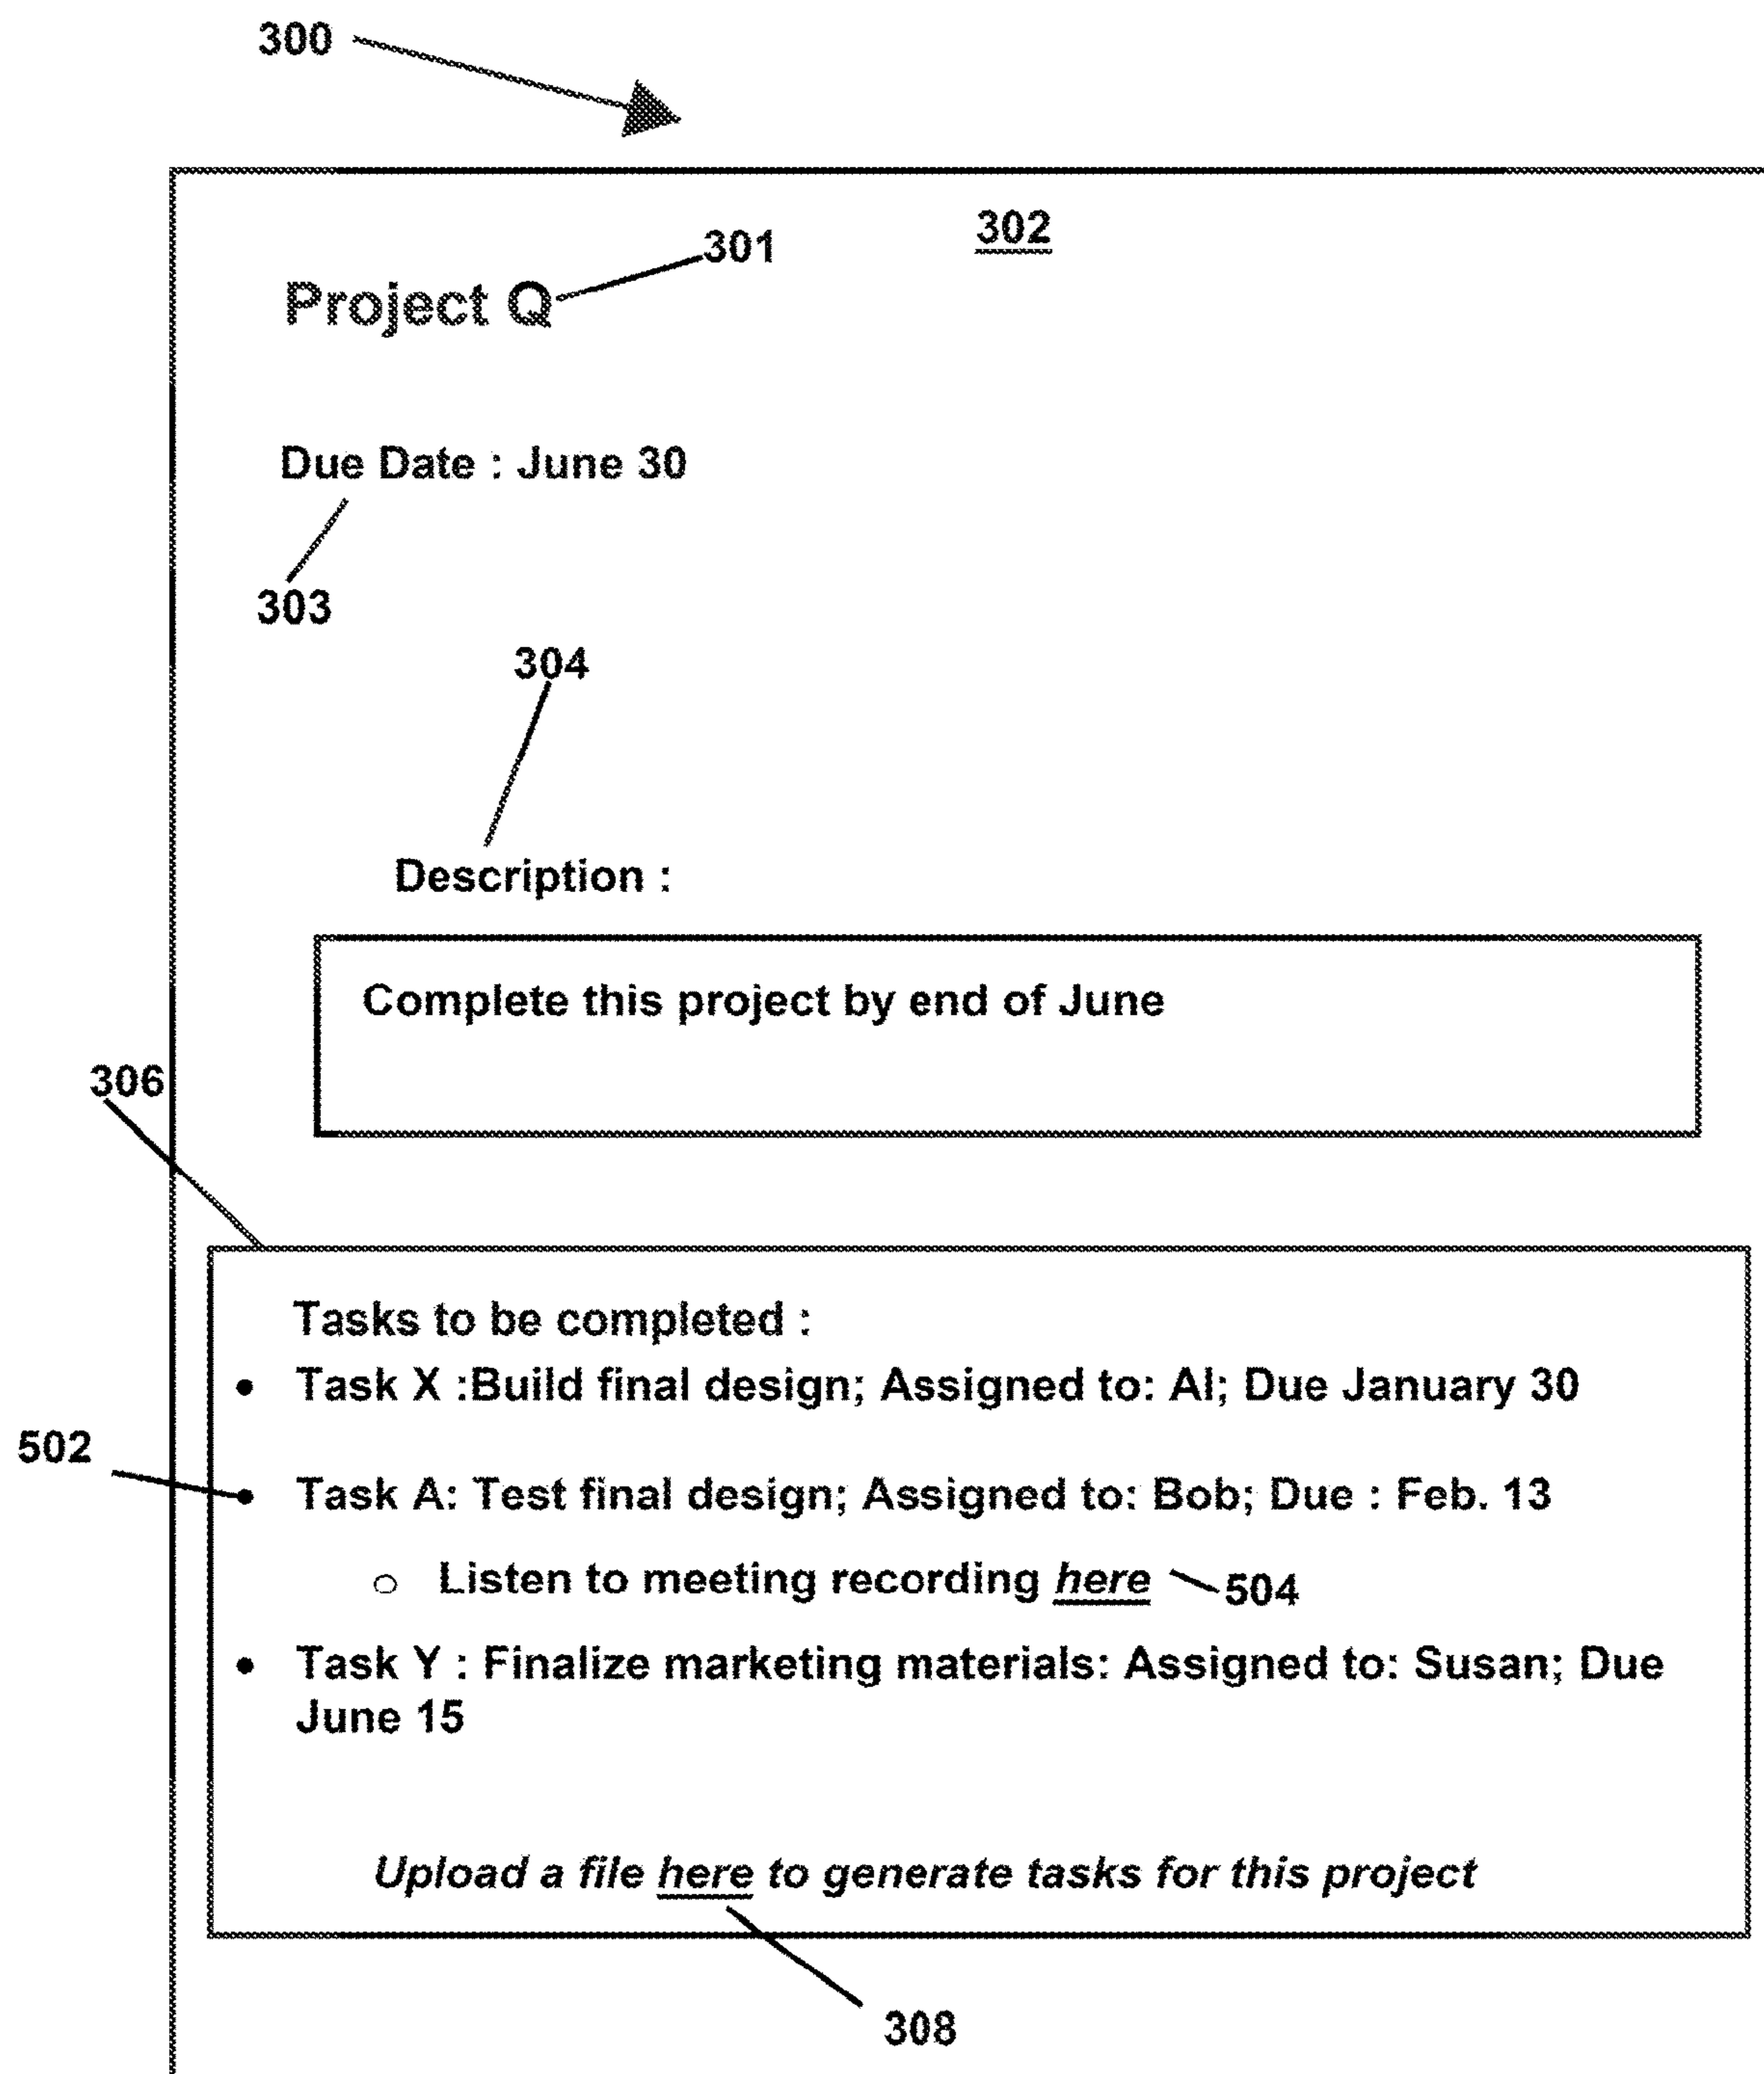 300
302
301
Project Q
Due Date : June 30
303
304
Description :
Complete this project by end of June
306
Tasks to be completed :
• Task X :Build final design; Assigned to: Al; Due January 30
502
• Task A: Test final design; Assigned to: Bob; Due : Feb. 13
○ Listen to meeting recording here
504
• Task Y : Finalize marketing materials: Assigned to: Susan; Due
June 15
Upload a file here to generate tasks for this project
308